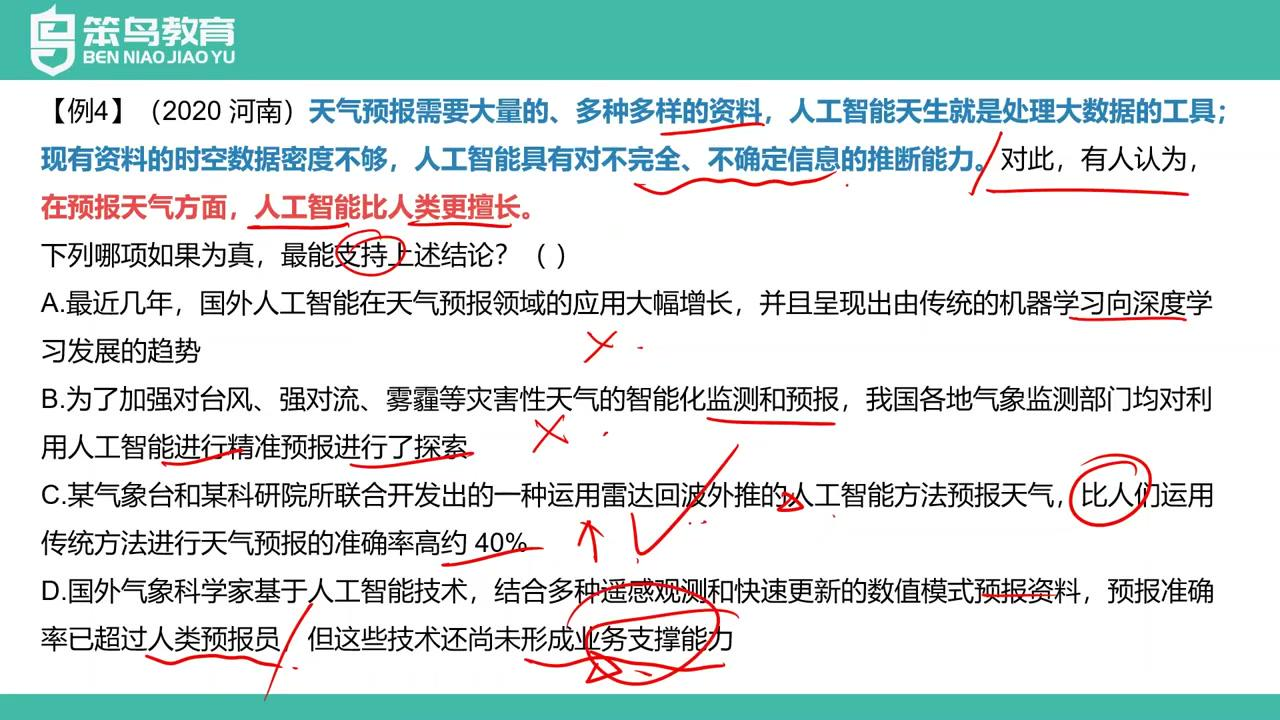 笨鸟教育
BEN NIAO JIAO YU
【例4】（2020 河南）天气预报需要大量的、多种多样的资料，人工智能天生就是处理大数据的工具；
现有资料的时空数据密度不够，人工智能具有对不完全、不确定信息的推断能力。对此，有人认为，
在预报天气方面，人工智能比人类更擅长。
下列哪项如果为真，最能支持上述结论？（ ）
A.最近几年，国外人工智能在天气预报领域的应用大幅增长，并且呈现出由传统的机器学习向深度学
习发展的趋势
B.为了加强对台风、强对流、雾霾等灾害性天气的智能化监测和预报，我国各地气象监测部门均对利
用人工智能进行精准预报进行了探索
C.某气象台和某科研院所联合开发出的一种运用雷达回波外推的人工智能方法预报天气，比人们运用
传统方法进行天气预报的准确率高约 40%
D.国外气象科学家基于人工智能技术，结合多种遥感观测和快速更新的数值模式预报资料，预报准确
率已超过人类预报员，但这些技术还尚未形成业务支撑能力